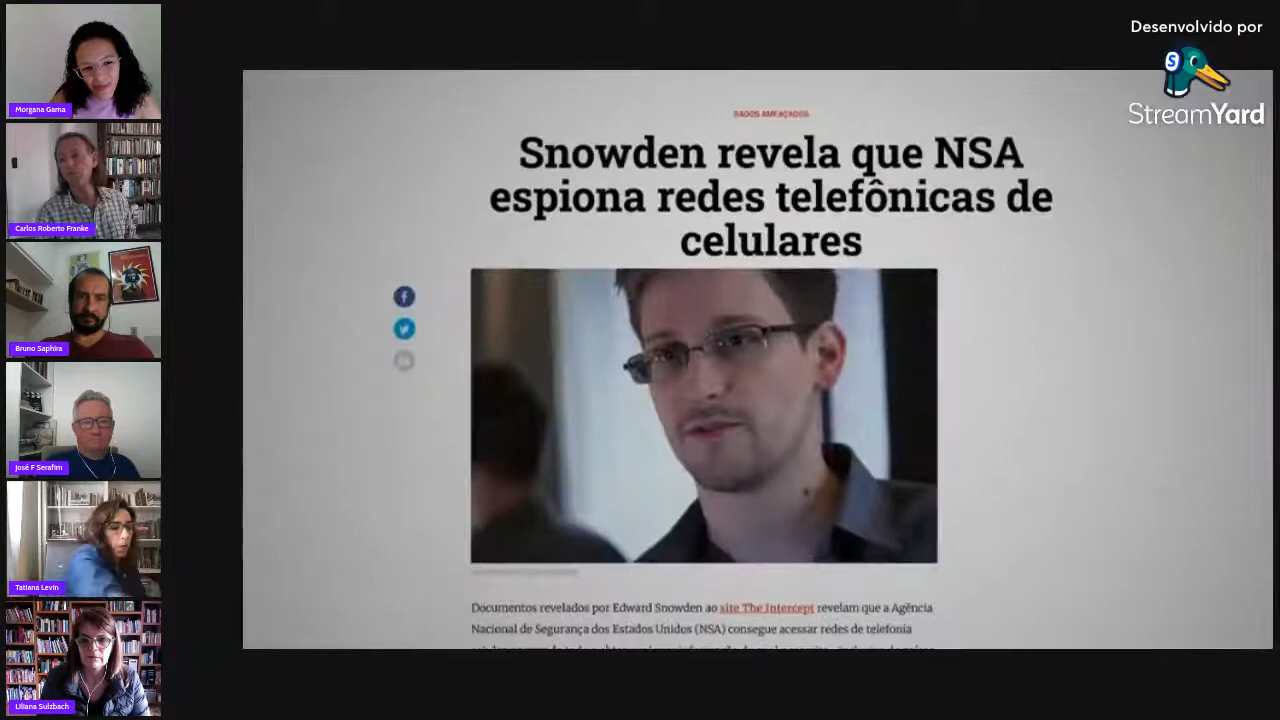 Morgana Gama
Carlos Roberto Franke
Bruno Saphira
José F Serafim
Tatiana Levin
Liliana Sulzbach
Desenvolvido por
StreamYard
DADOS AMEAÇADOS
Snowden revela que NSA
espiona redes telefônicas de
celulares
Documentos revelados por Edward Snowden ao site The Intercept revelam que a Agência
Nacional de Segurança dos Estados Unidos (NSA) consegue acessar redes de telefonia